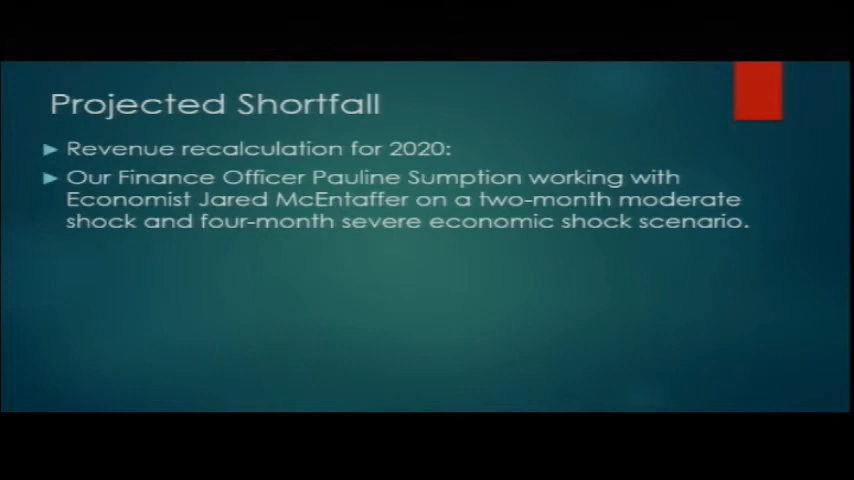 Projected Shortfall
Revenue recalculation for 2020:
Our Finance Officer Pauline Sumption working with
Economist Jared McEntaffer on a two-month moderate
shock and four-month severe economic shock scenario.